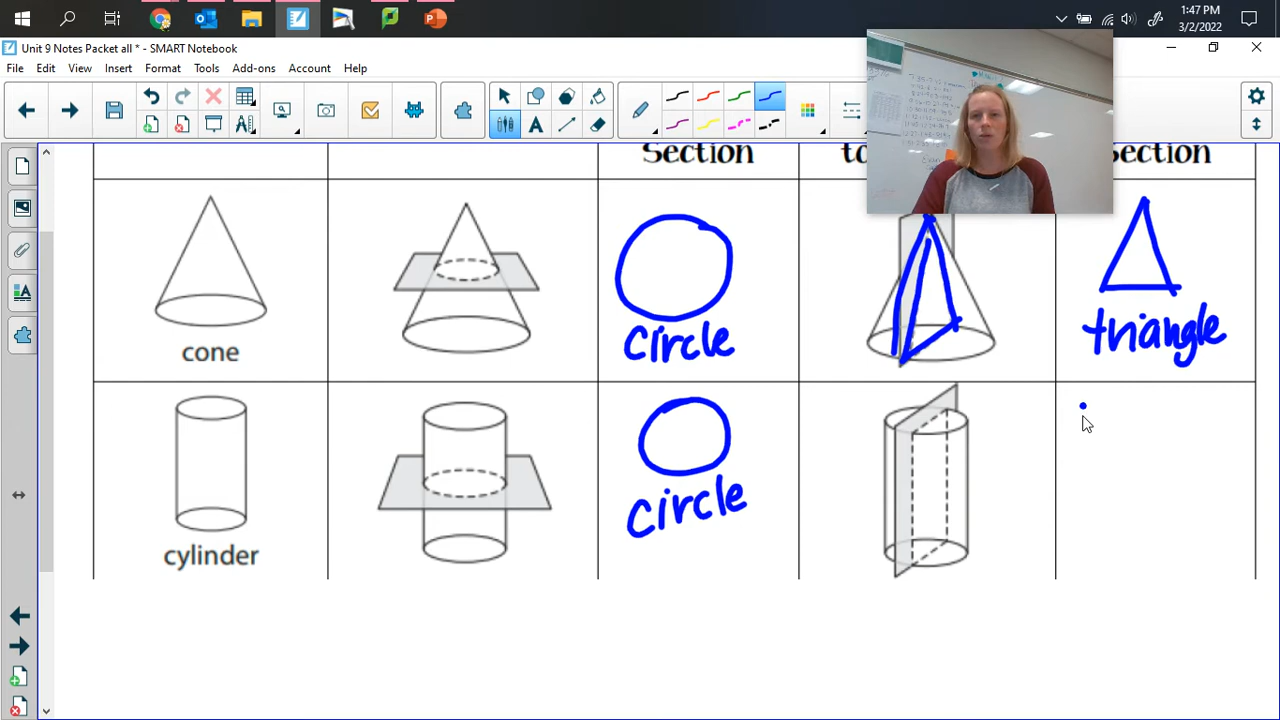 1:47 PM
3/2/2022
Unit 9 Notes Packet all * - SMART Notebook
File Edit View Insert Format Tools Add-ons Account Help
Section
Section
cone
circle
triangle
cylinder
circle